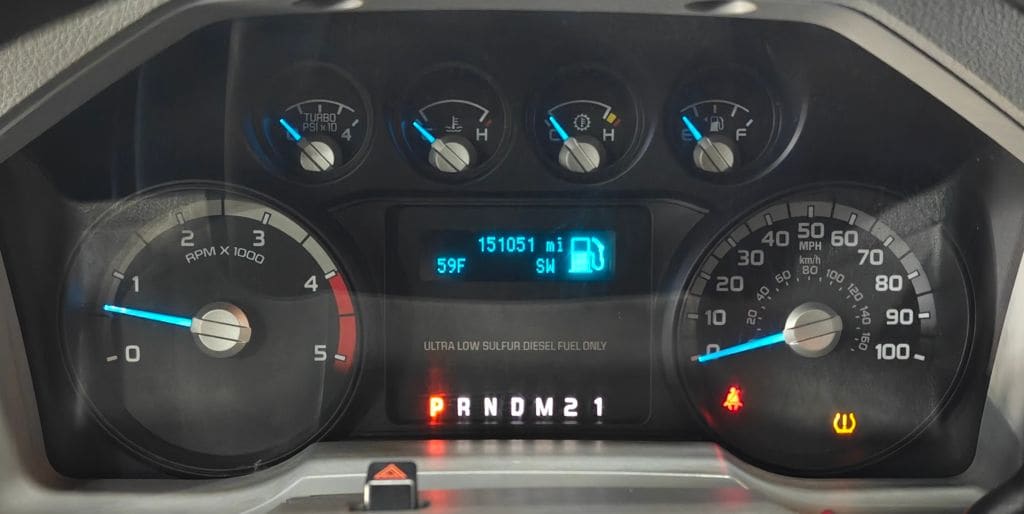 TURBO
PSI x 10
0 4
C H
C H
E F
0 1 2 3 4 5
RPM X 1000
151051 mi
59F SW
ULTRA LOW SULFUR DIESEL FUEL ONLY
P R N D M 2 1
0 10 20 30 40 50 60 70 80 90 100
MPH
km/h
20 40 60 80 100 120 140 160